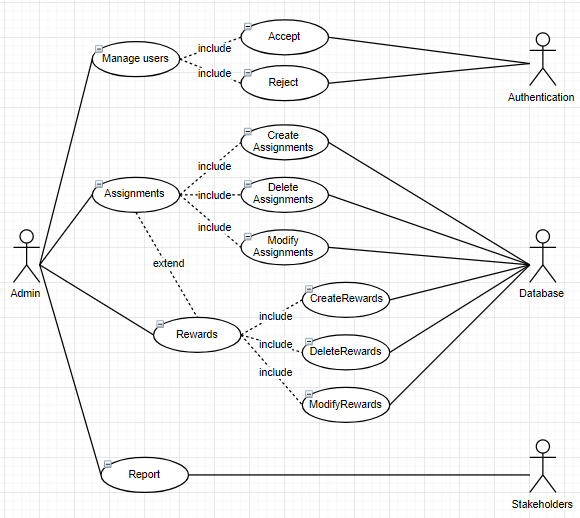 Accept
include
Manage users
include
Reject
Authentication
Create
Assignments
include
Assignments
include
Delete
Assignments
include
Modify
Assignments
extend
Admin
Database
CreateRewards
include
Rewards
include
DeleteRewards
include
ModifyRewards
Report
Stakeholders